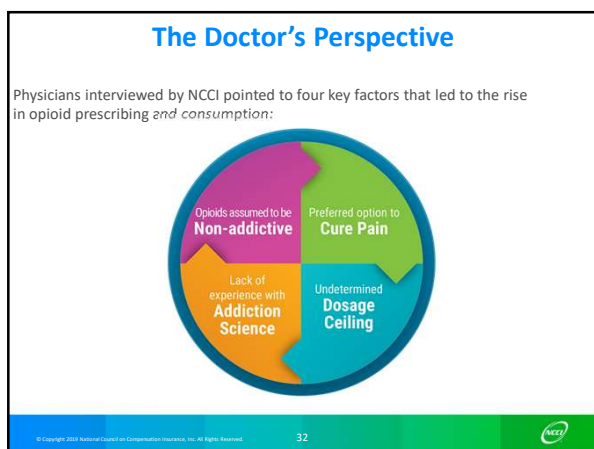 The Doctor's Perspective
Physicians interviewed by NCCI pointed to four key factors that led to the rise
in opioid prescribing and consumption:
Opioids assumed to be
Non-addictive
Preferred option to
Cure Pain
Lack of
experience with
Addiction
Science
Undetermined
Dosage
Ceiling
© Copyright 2019 National Council on Compensation Insurance, Inc. All Rights Reserved.
32
NCCI